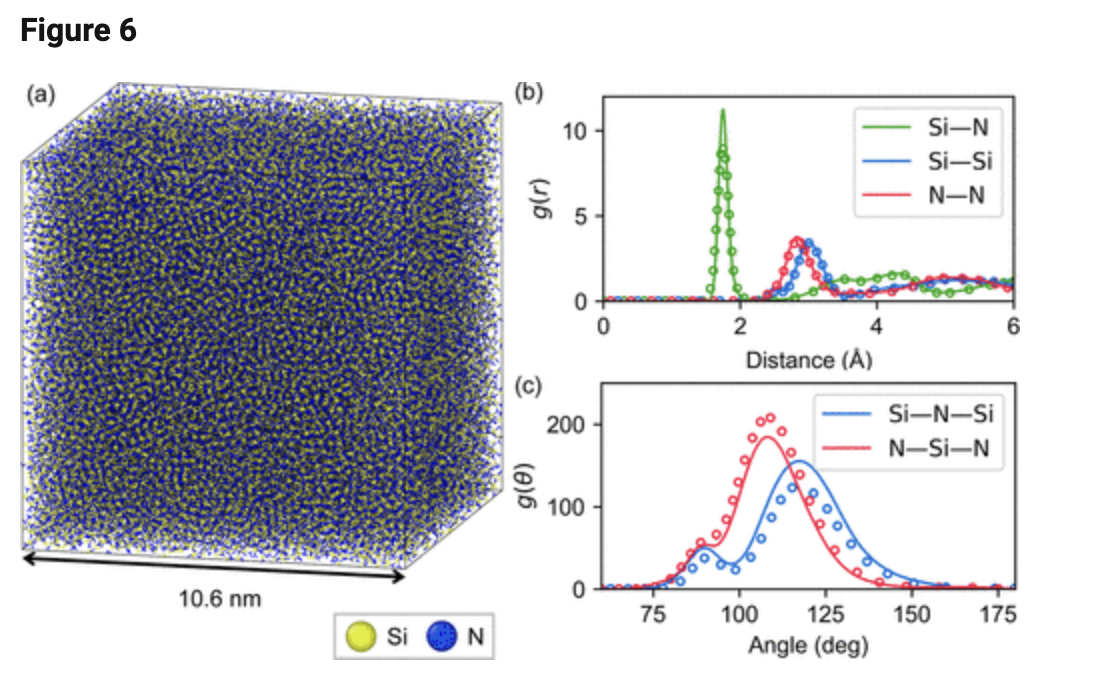 Figure 6
(a)
10.6 nm
Si N
(b)
g(r)
10
5
0
0 2 4 6
Distance (Å)
Si—N
Si—Si
N—N
(c)
g(θ)
200
100
0
75 100 125 150 175
Angle (deg)
Si—N—Si
N—Si—N